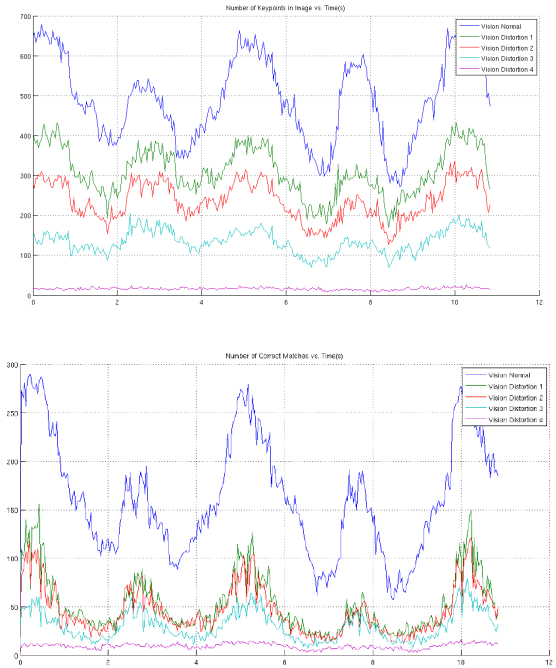 Number of Keypoints in Image vs. Time(s)
700
600
500
400
300
200
100
0
Vision Normal
Vision Distortion 1
Vision Distortion 2
Vision Distortion 3
Vision Distortion 4
0 2 4 6 8 10 12
Number of Correct Matches vs. Time(s)
300
250
200
150
100
50
0
Vision Normal
Vision Distortion 1
Vision Distortion 2
Vision Distortion 3
Vision Distortion 4
0 2 4 6 8 10 12